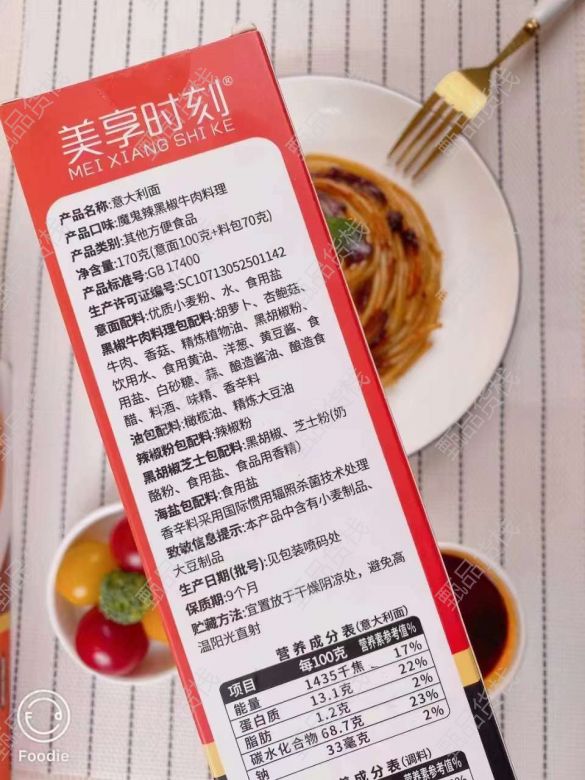 美享时刻®
MEI XIANG SHI KE
产品名称:意大利面
产品口味:魔鬼辣黑椒牛肉料理
产品类别:其他方便食品
净含量:170克(意面100克+料包70克)
产品标准号:GB 17400
生产许可证编号:SC10713052501142
意面配料:优质小麦粉、水、食用盐
黑椒牛肉料理包配料:胡萝卜、杏鲍菇、
牛肉、香菇、精炼植物油、黑胡椒粉、
饮用水、食用黄油、洋葱、黄豆酱、食
用盐、白砂糖、蒜、酿造酱油、酿造食
醋、料酒、味精、香辛料
油包配料:橄榄油、精炼大豆油
辣椒粉包配料:辣椒粉
黑胡椒芝士包配料:黑胡椒、芝士粉(奶
酪粉、食用盐、食品用香精)
海盐包配料:食用盐
香辛料采用国际惯用辐照杀菌技术处理
致敏信息提示:本产品中含有小麦制品、
大豆制品
生产日期(批号):见包装喷码处
保质期:9个月
贮藏方法:宜置放于干燥阴凉处，避免高
温阳光直射
营养成分表(意大利面)
项目 每100克 营养素参考值%
能量 1435千焦 17%
蛋白质 13.1克 22%
脂肪 1.2克 2%
碳水化合物 68.7克 23%
钠 33毫克 2%
营养成分表(调料)
Foodie
甄品货栈